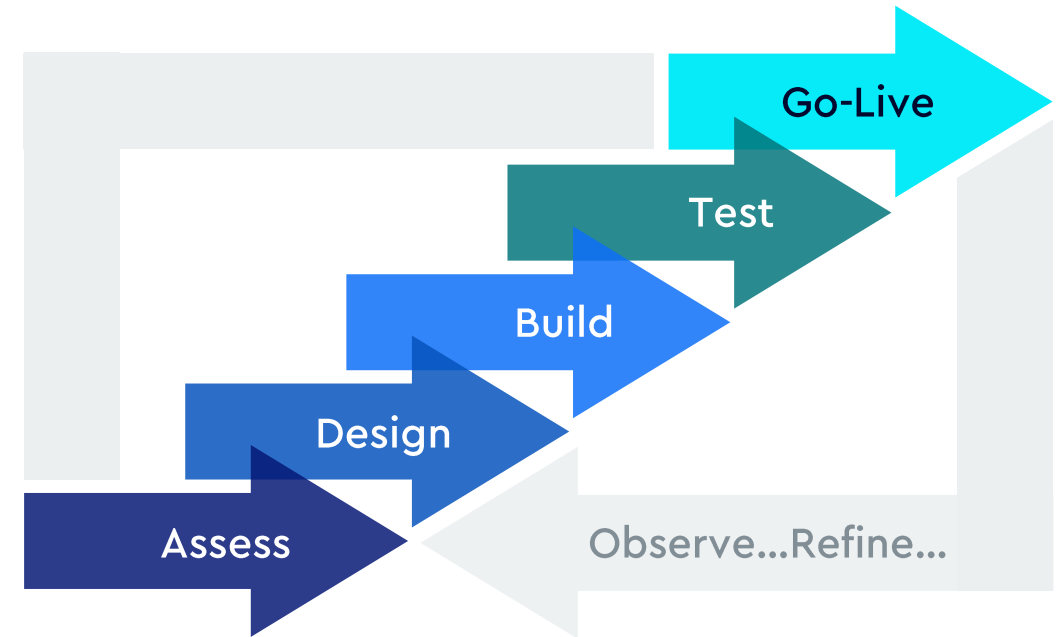 Go-Live
Test
Build
Design
Assess
Observe...Refine...